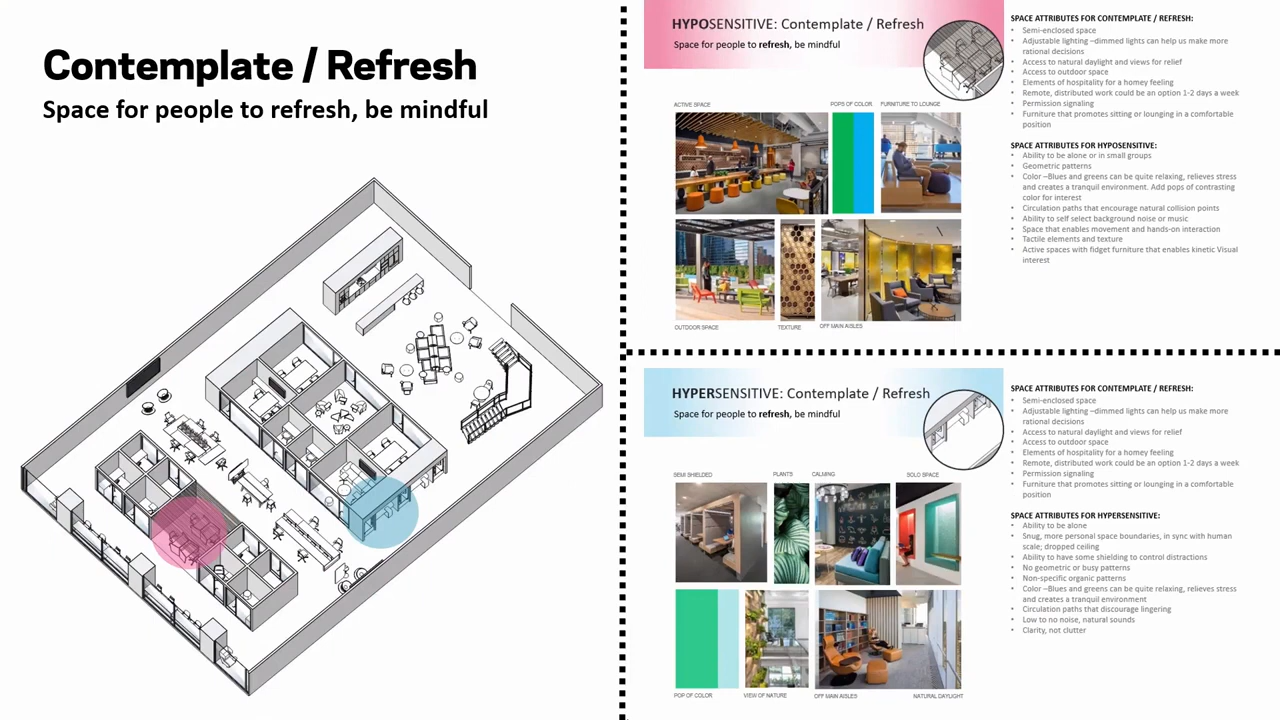 Contemplate / Refresh
Space for people to refresh, be mindful
HYPOSENSITIVE: Contemplate / Refresh
Space for people to refresh, be mindful
ACTIVE SPACE
POPS OF COLOR
FURNITURE TO LOUNGE
OUTDOOR SPACE
TEXTURE
OFF MAIN AISLES
SPACE ATTRIBUTES FOR CONTEMPLATE / REFRESH:
• Semi-enclosed space
• Adjustable lighting –dimmed lights can help us make more
rational decisions
• Access to natural daylight and views for relief
• Access to outdoor space
• Elements of hospitality for a homey feeling
• Remote, distributed work could be an option 1-2 days a week
• Permission signaling
• Furniture that promotes sitting or lounging in a comfortable
position
SPACE ATTRIBUTES FOR HYPOSENSITIVE:
• Ability to be alone or in small groups
• Geometric patterns
• Color –Blues and greens can be quite relaxing, relieves stress
and creates a tranquil environment. Add pops of contrasting
color for interest
• Circulation paths that encourage natural collision points
• Ability to self select background noise or music
• Space that enables movement and hands-on interaction
• Tactile elements and texture
• Active spaces with fidget furniture that enables kinetic Visual
interest
HYPERSENSITIVE: Contemplate / Refresh
Space for people to refresh, be mindful
SEMI SHIELDED
PLANTS
CALMING
SOLO SPACE
POP OF COLOR
VIEW OF NATURE
OFF MAIN AISLES
NATURAL DAYLIGHT
SPACE ATTRIBUTES FOR CONTEMPLATE / REFRESH:
• Semi-enclosed space
• Adjustable lighting –dimmed lights can help us make more
rational decisions
• Access to natural daylight and views for relief
• Access to outdoor space
• Elements of hospitality for a homey feeling
• Remote, distributed work could be an option 1-2 days a week
• Permission signaling
• Furniture that promotes sitting or lounging in a comfortable
position
SPACE ATTRIBUTES FOR HYPERSENSITIVE:
• Ability to be alone
• Snug, more personal space boundaries, in sync with human
scale; dropped ceiling
• Ability to have some shielding to control distractions
• No geometric or busy patterns
• Non-specific organic patterns
• Color –Blues and greens can be quite relaxing, relieves stress
and creates a tranquil environment
• Circulation paths that discourage lingering
• Low to no noise, natural sounds
• Clarity, not clutter